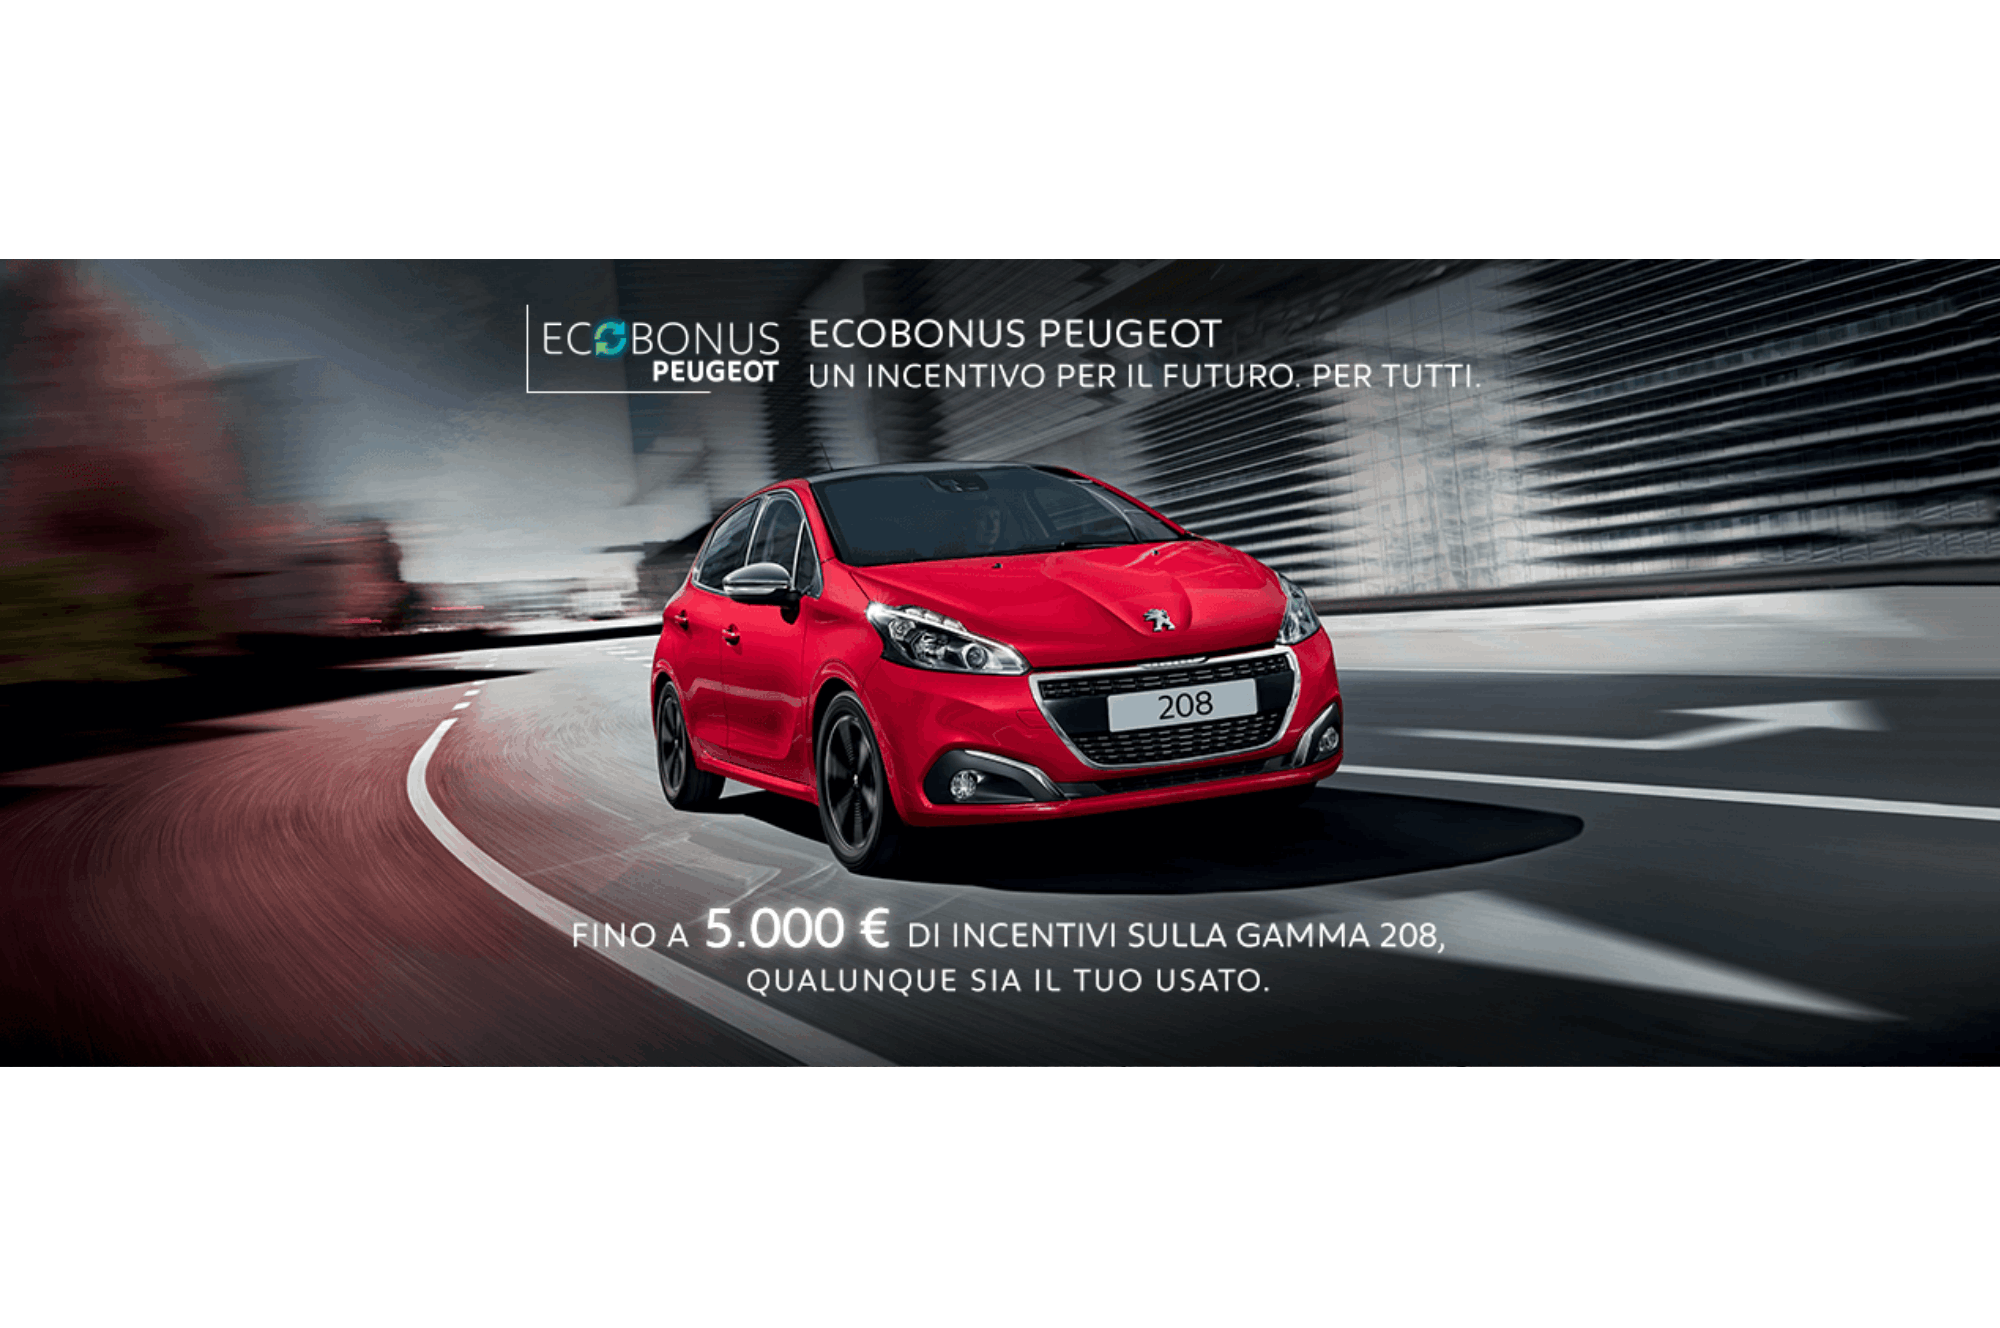 ECOBONUS
PEUGEOT
ECOBONUS PEUGEOT
UN INCENTIVO PER IL FUTURO. PER TUTTI.
208
FINO A 5.000 € DI INCENTIVI SULLA GAMMA 208,
QUALUNQUE SIA IL TUO USATO.